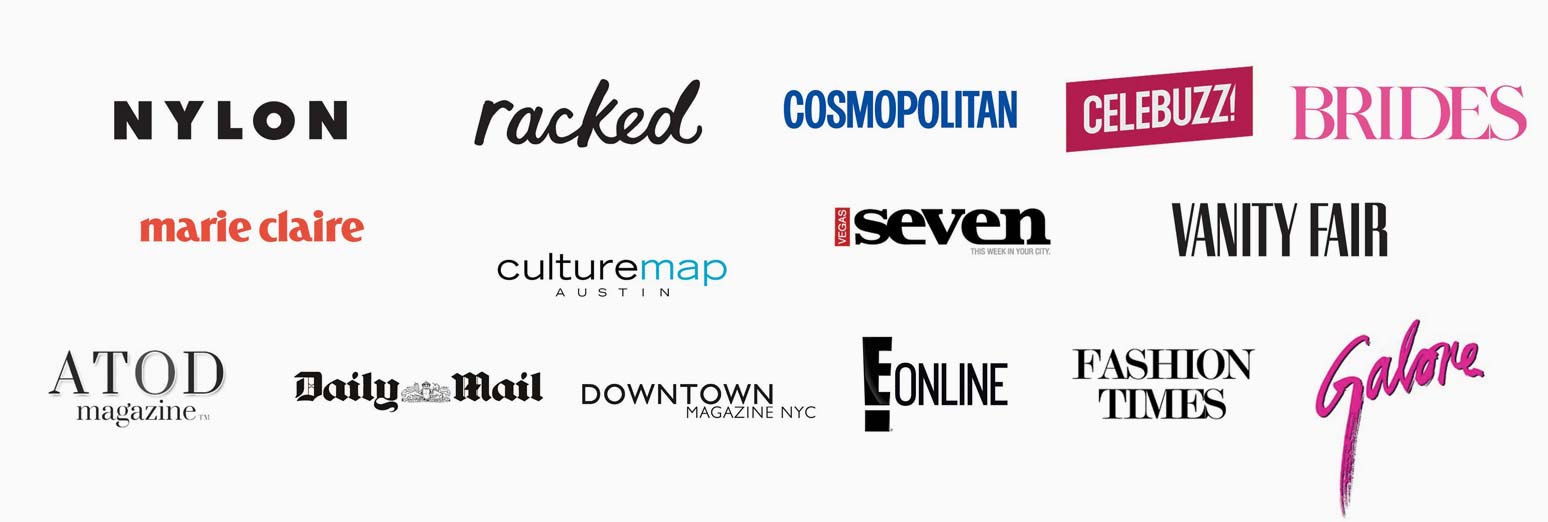 NYLON
racked
COSMOPOLITAN
CELEBUZZ!
BRIDES
marie claire
culturemap
AUSTIN
VEGAS
seven
THIS WEEK IN YOUR CITY.
VANITY FAIR
ATOD
magazine™
Daily Mail
DOWNTOWN
MAGAZINE NYC
E! ONLINE
FASHION
TIMES
Galore